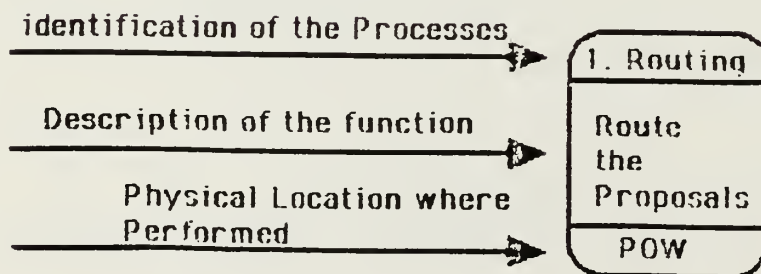 identification of the Processes
1. Routing
Description of the function
Route
the
Proposals
Physical Location where
Performed
POW